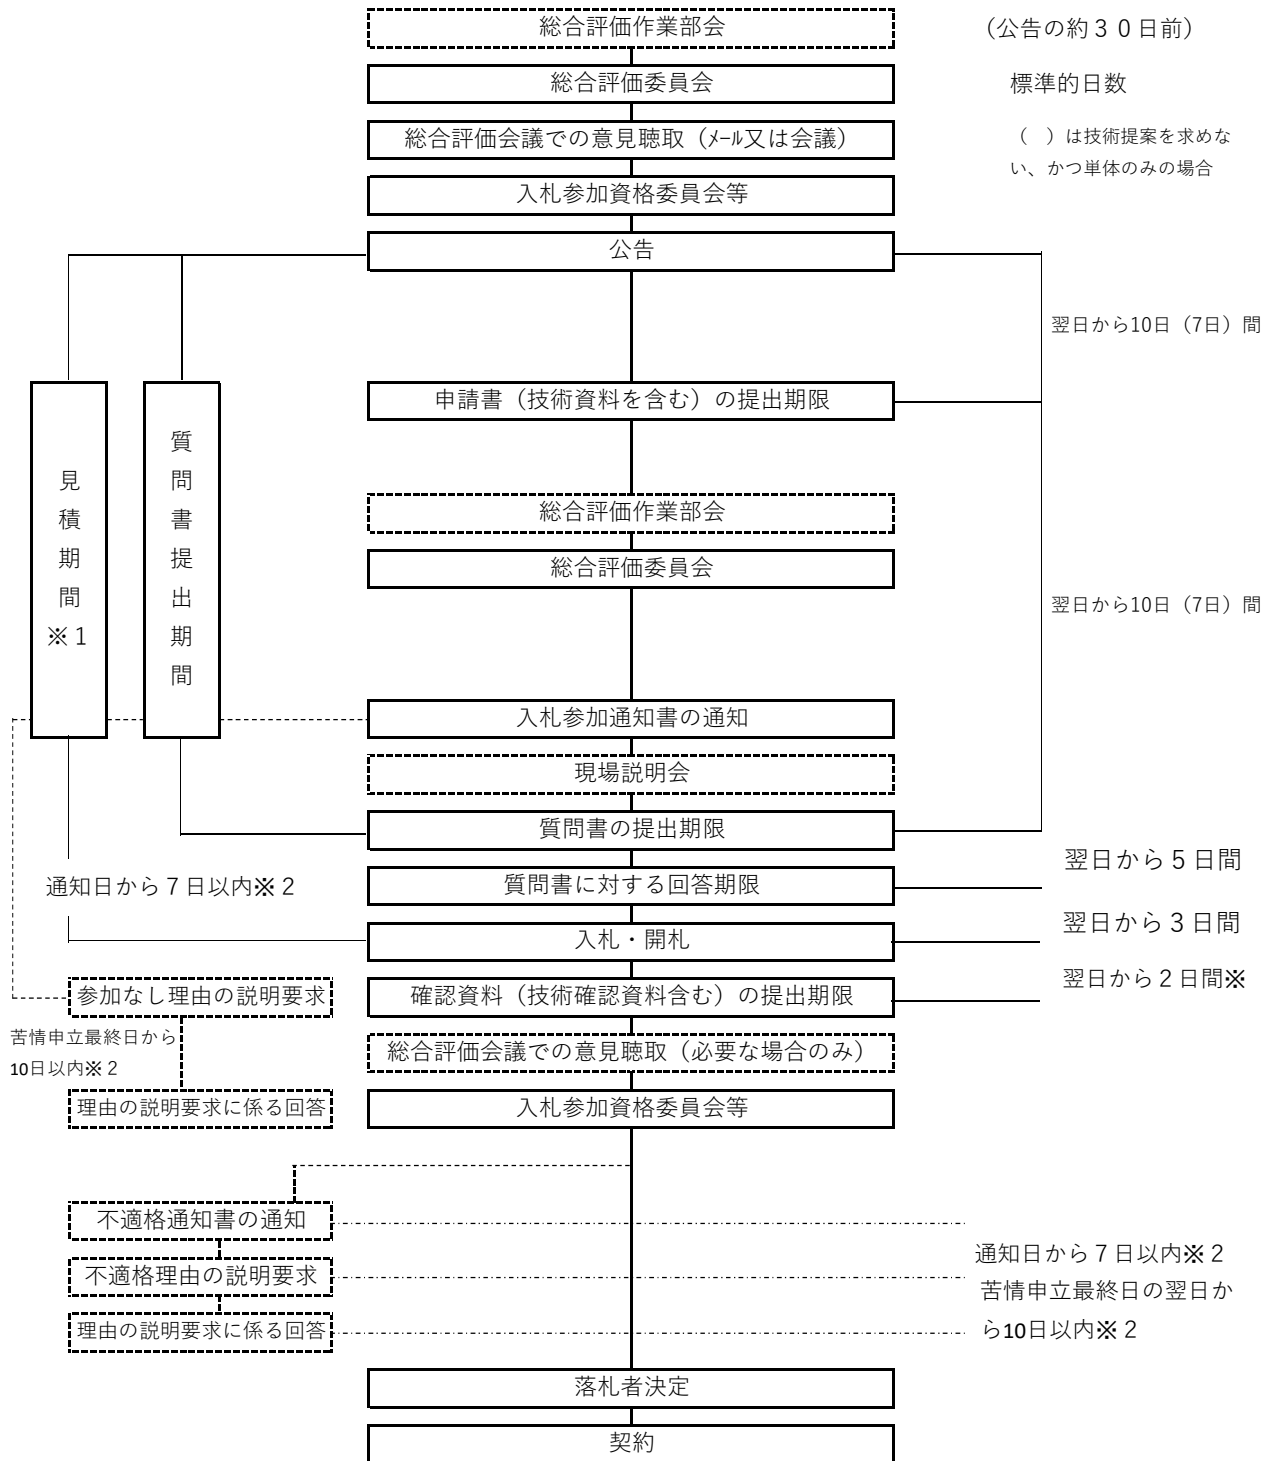 総合評価作業部会
（公告の約３０日前）
総合評価委員会
標準的日数
総合評価会議での意見聴取（ﾒｰﾙ又は会議）
（　）は技術提案を求めな
い、かつ単体のみの場合
入札参加資格委員会等
公告
翌日から10日（7日）間
申請書（技術資料を含む）の提出期限
見積期間※１
質問書提出期間
総合評価作業部会
総合評価委員会
翌日から10日（7日）間
入札参加通知書の通知
現場説明会
質問書の提出期限
翌日から５日間
質問書に対する回答期限
通知日から７日以内※２
翌日から３日間
入札・開札
翌日から２日間※
参加なし理由の説明要求
確認資料（技術確認資料含む）の提出期限
苦情申立最終日から
10日以内※２
総合評価会議での意見聴取（必要な場合のみ）
理由の説明要求に係る回答
入札参加資格委員会等
不適格通知書の通知
通知日から７日以内※２
不適格理由の説明要求
苦情申立最終日の翌日か
ら10日以内※２
理由の説明要求に係る回答
落札者決定
契約